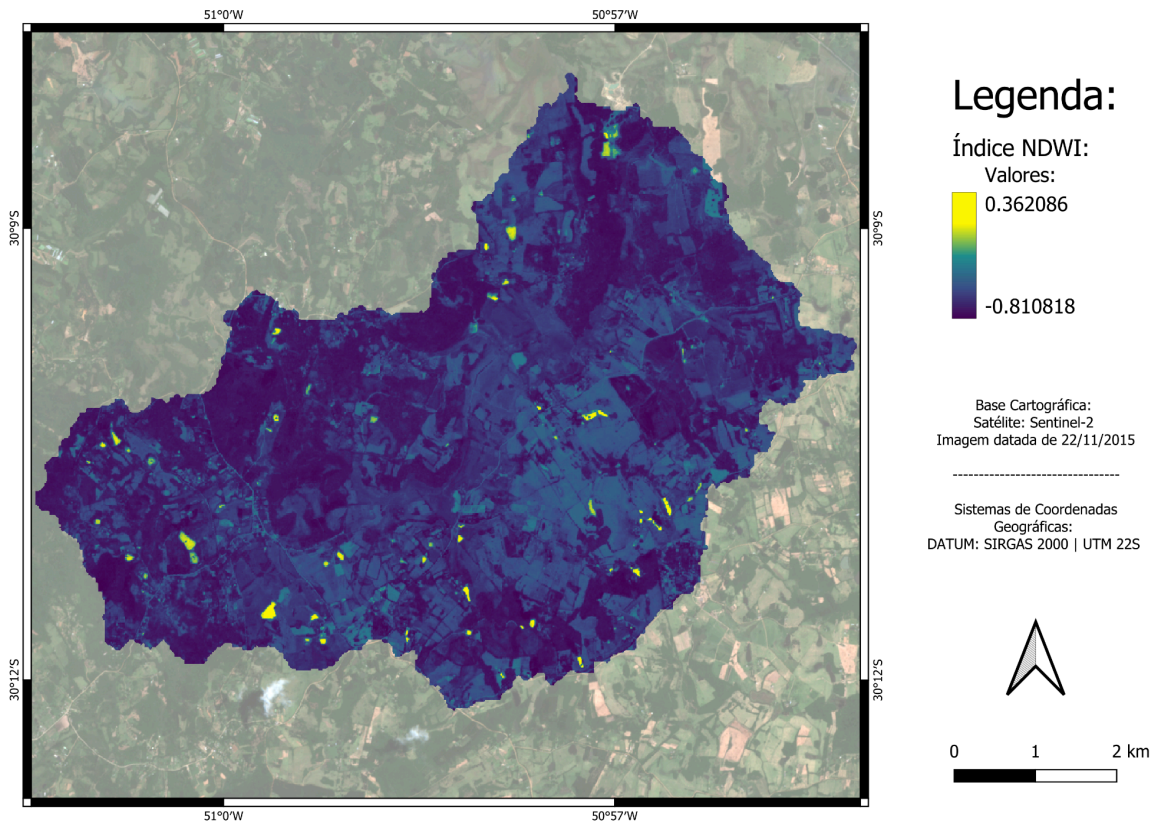 51°0'W
50°57'W
30°9'S
30°9'S
30°12'S
30°12'S
51°0'W
50°57'W
Legenda:
Índice NDWI:
Valores:
0.362086
-0.810818
Base Cartográfica:
Satélite: Sentinel-2
Imagem datada de 22/11/2015
--------------------------------
Sistemas de Coordenadas
Geográficas:
DATUM: SIRGAS 2000 | UTM 22S
0 1 2 km